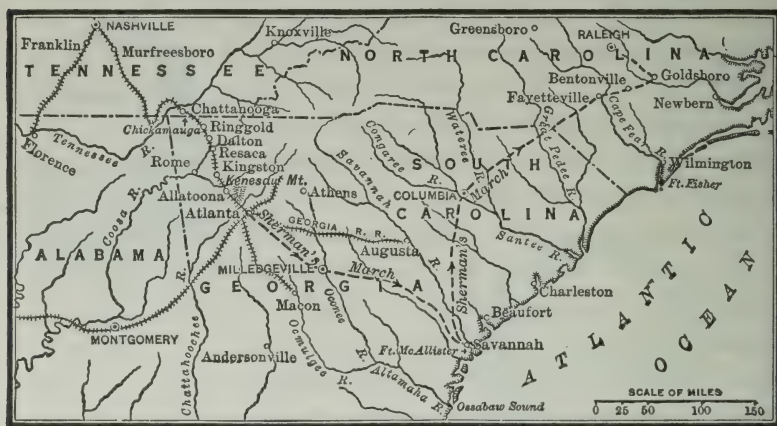 NASHVILLE
Franklin
Murfreesboro
Knoxville
Greensboro
RALEIGH
TENNESSEE
NORTH CAROLINA
Goldsboro
Bentonville
Fayetteville
Newbern
Chattanooga
Chickamauga
Ringgold
Dalton
Resaca
Kingston
Kenesaw Mt.
Florence
Tennessee R.
Rome
Allatoona
Atlanta
Athens
Cape Fear R.
Wilmington
Ft. Fisher
Congaree R.
Wateree R.
Great Pedee R.
Savannah R.
SOUTH CAROLINA
COLUMBIA
March
Sherman's
Santee R.
Coosa R.
ALABAMA
Sherman's March
GEORGIA R. R.
Augusta
MILLEDGEVILLE
GEORGIA
Macon
Oconee R.
Ocmulgee R.
Charleston
Beaufort
MONTGOMERY
Chattahoochee R.
Andersonville
Ft. McAllister
Savannah
Altamaha R.
Ossabaw Sound
ATLANTIC OCEAN
SCALE OF MILES
0 25 50 100 150